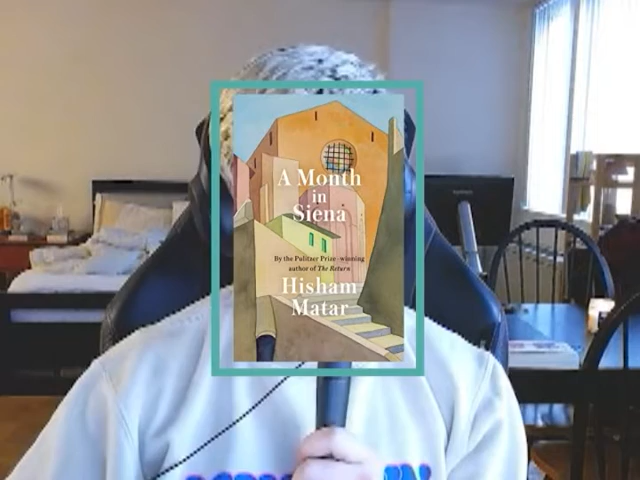 A Month
in
Siena
By the Pulitzer Prize-winning
author of The Return
Hisham
Matar